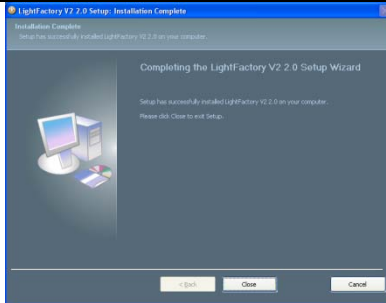 LightFactory V2 2.0 Setup: Installation Complete
Installation Complete
Setup has successfully installed LightFactory V2 2.0 on your computer.
Completing the LightFactory V2 2.0 Setup Wizard
Setup has successfully installed LightFactory V2 2.0 on your computer.
Please click Close to exit Setup.
< Back
Close
Cancel